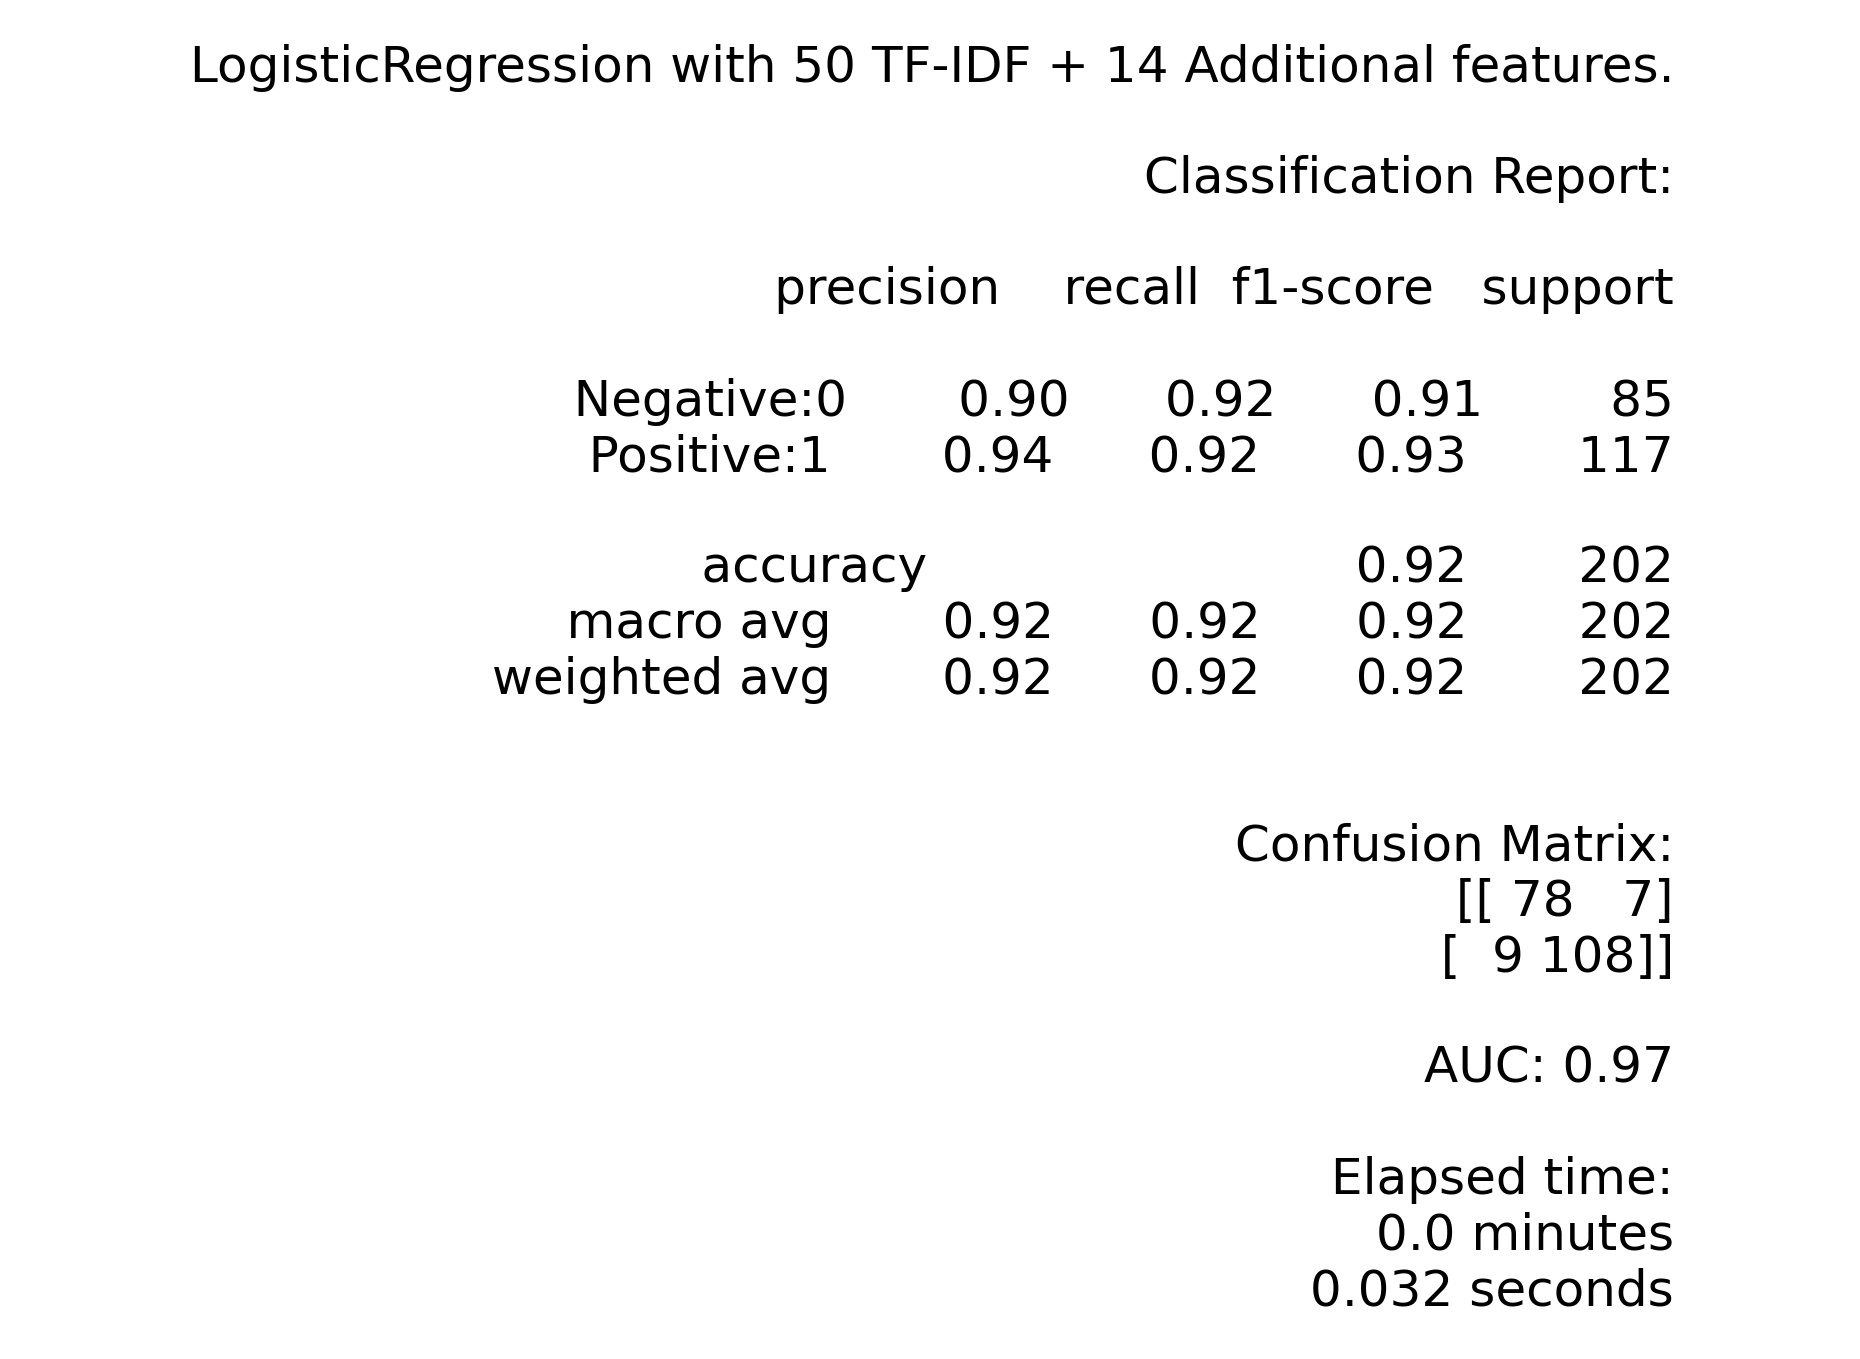 LogisticRegression with 50 TF-IDF + 14 Additional features.
Classification Report:
precision recall f1-score support
Negative:0 0.90 0.92 0.91 85
Positive:1 0.94 0.92 0.93 117
accuracy 0.92 202
macro avg 0.92 0.92 0.92 202
weighted avg 0.92 0.92 0.92 202
Confusion Matrix:
[[ 78 7]
[ 9 108]]
AUC: 0.97
Elapsed time:
0.0 minutes
0.032 seconds